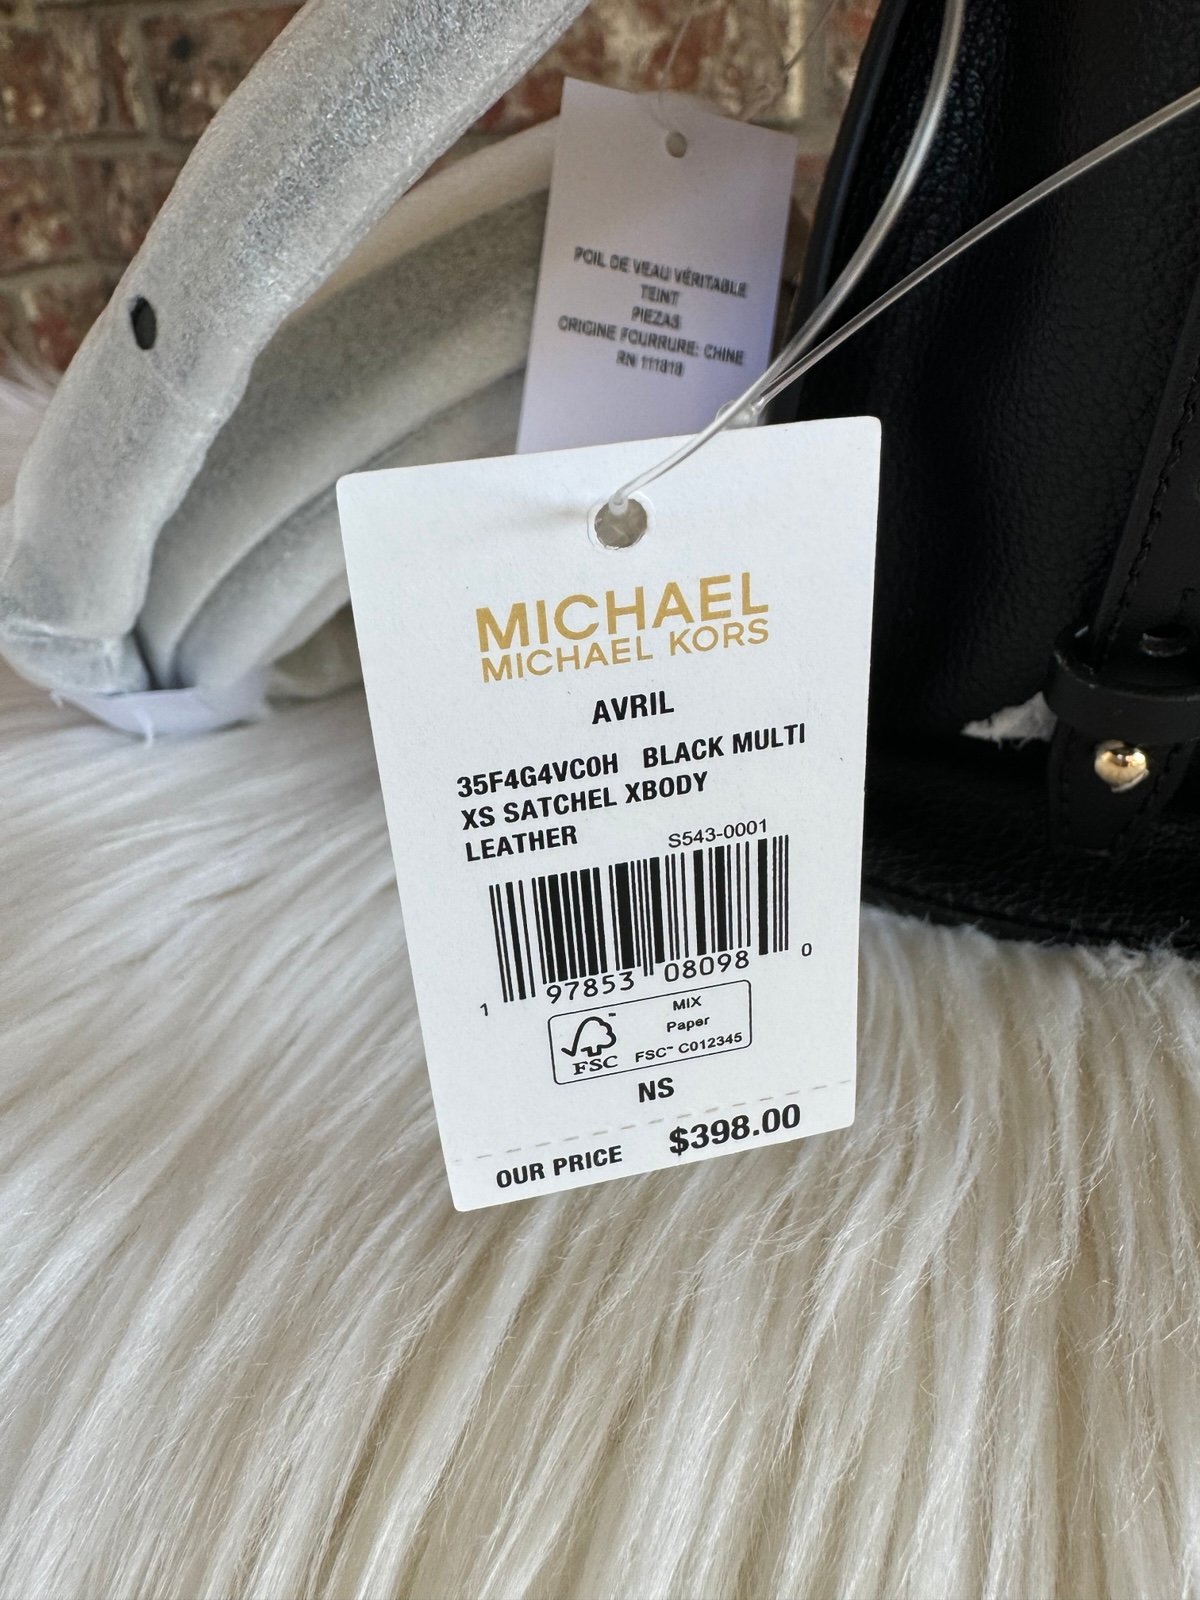 POIL DE VEAU VÉRITABLE
TEINT
PIEZAS
ORIGINE FOURRURE: CHINE
RN 111818
MICHAEL
MICHAEL KORS
AVRIL
35F4G4VC0H BLACK MULTI
XS SATCHEL XBODY
LEATHER
S543-0001
1 97853 08098 0
FSC™
MIX
Paper
FSC™ C012345
NS
OUR PRICE $398.00